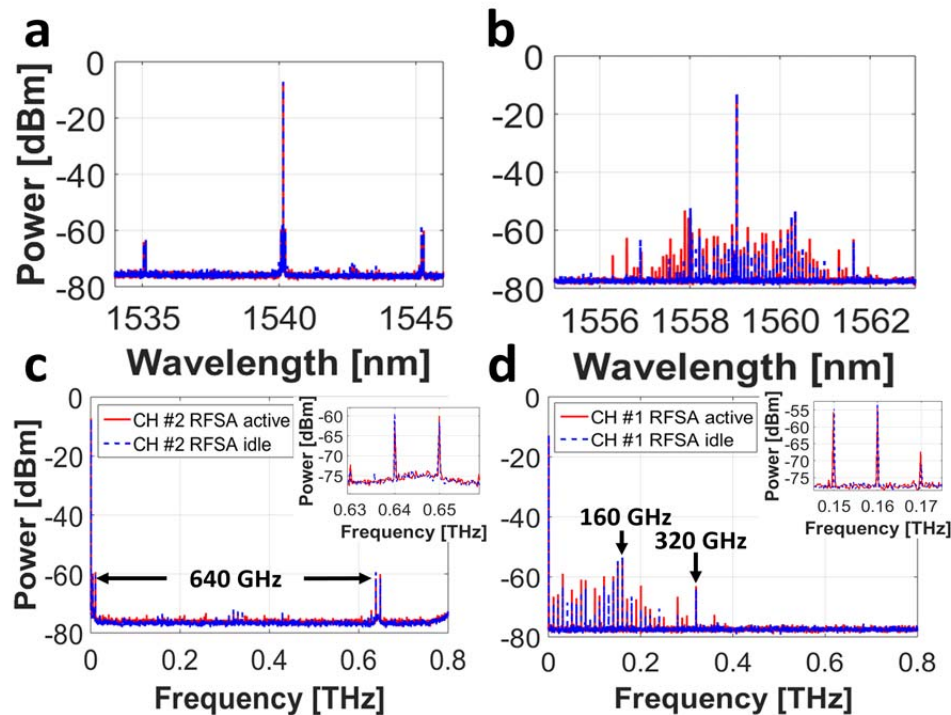 a
b
0
-20
-40
-60
-80
Power [dBm]
1535
1540
1545
Wavelength [nm]
0
-20
-40
-60
-80
1556
1558
1560
1562
Wavelength [nm]
c
d
0
-20
-40
-60
-80
Power [dBm]
CH #2 RFSA active
CH #2 RFSA idle
640 GHz
0
0.2
0.4
0.6
0.8
Frequency [THz]
-60
-65
-70
-75
Power [dBm]
0.63
0.64
0.65
Frequency [THz]
0
-20
-40
-60
-80
CH #1 RFSA active
CH #1 RFSA idle
160 GHz
320 GHz
0
0.2
0.4
0.6
0.8
Frequency [THz]
-55
-60
-65
-70
-75
Power [dBm]
0.15
0.16
0.17
Frequency [THz]